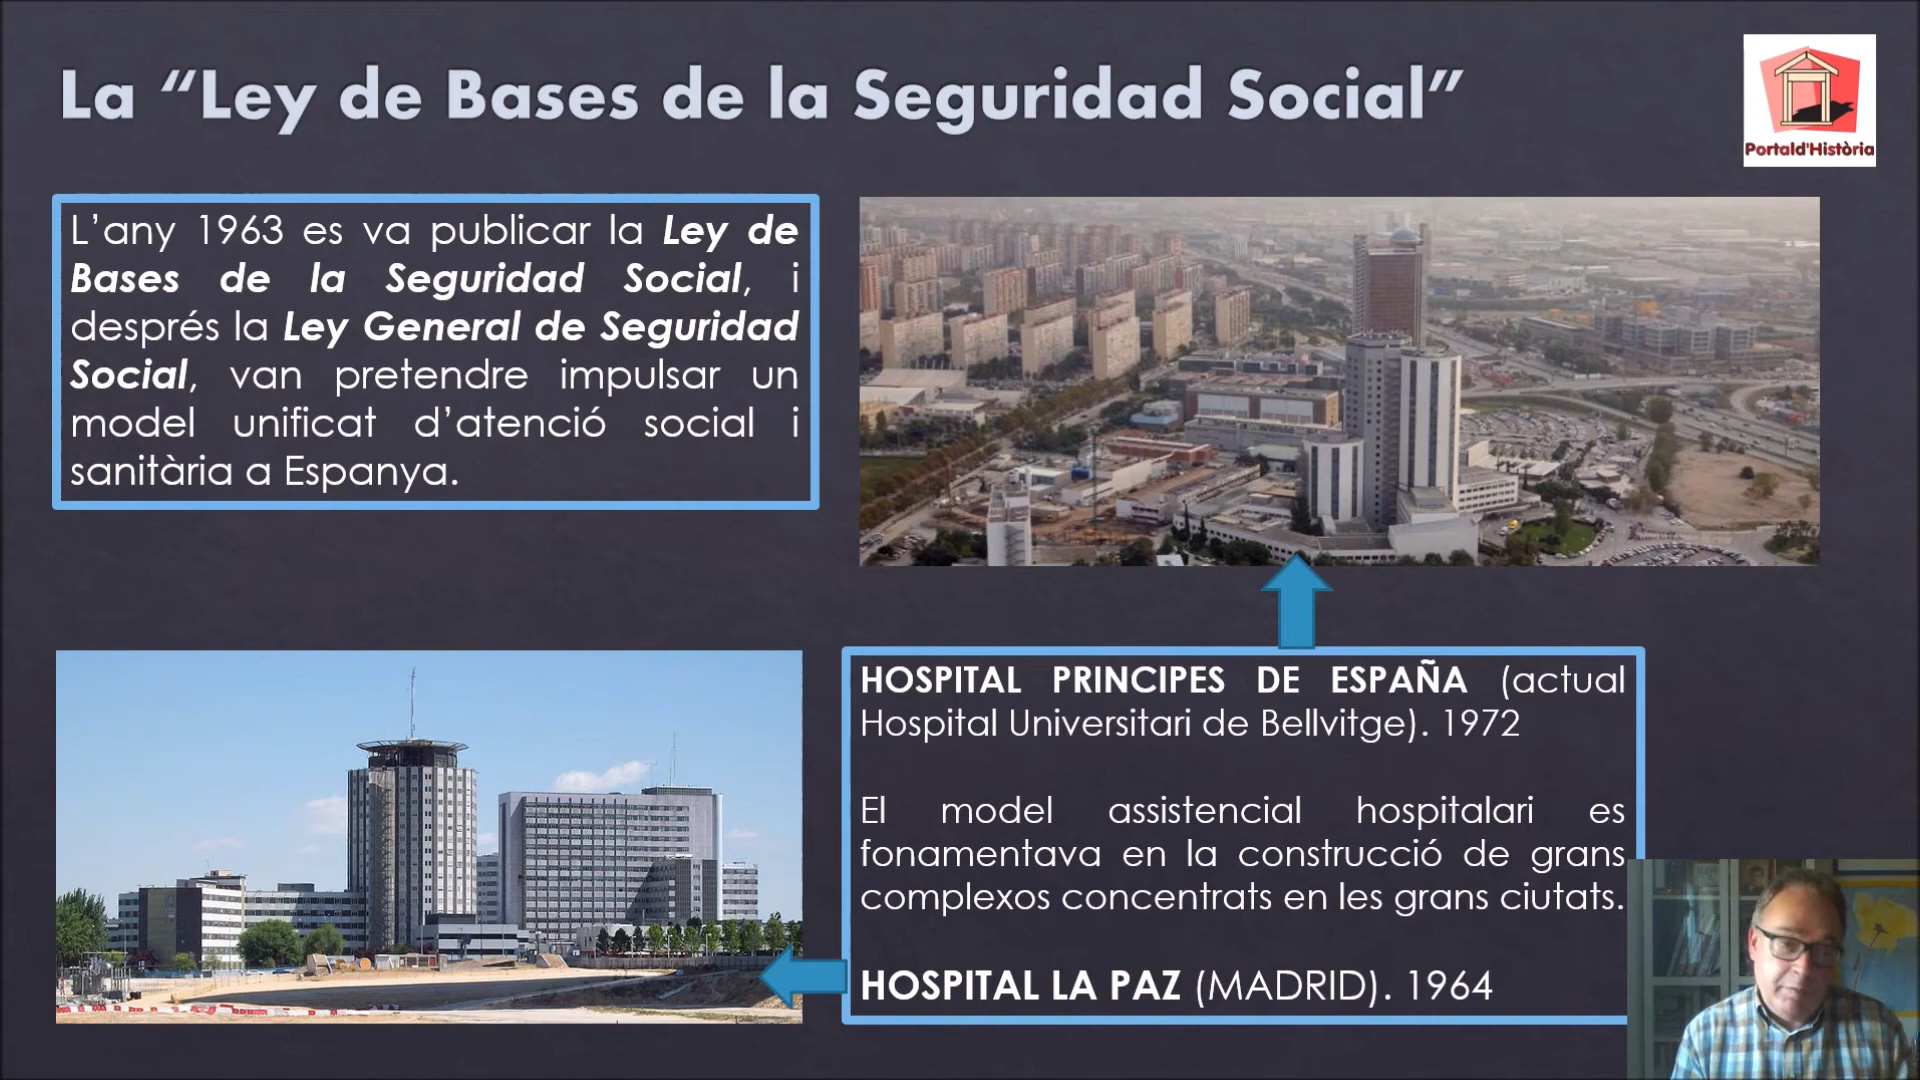 La “Ley de Bases de la Seguridad Social”
Portald'Història
L’any 1963 es va publicar la Ley de
Bases de la Seguridad Social, i
després la Ley General de Seguridad
Social, van pretendre impulsar un
model unificat d’atenció social i
sanitària a Espanya.
HOSPITAL PRINCIPES DE ESPAÑA (actual
Hospital Universitari de Bellvitge). 1972
El model assistencial hospitalari es
fonamentava en la construcció de grans
complexos concentrats en les grans ciutats.
HOSPITAL LA PAZ (MADRID). 1964